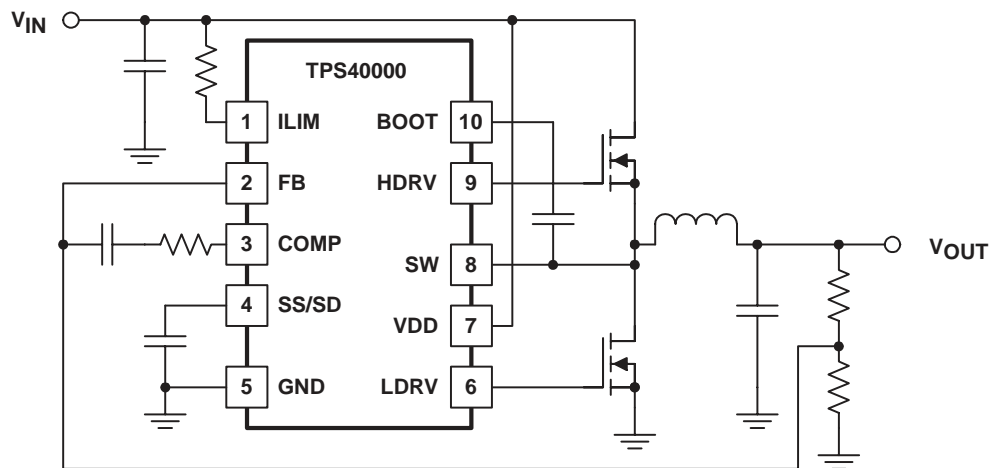 VIN
TPS40000
1 ILIM BOOT 10
2 FB HDRV 9
3 COMP
SW 8
VOUT
4 SS/SD
VDD 7
5 GND LDRV 6